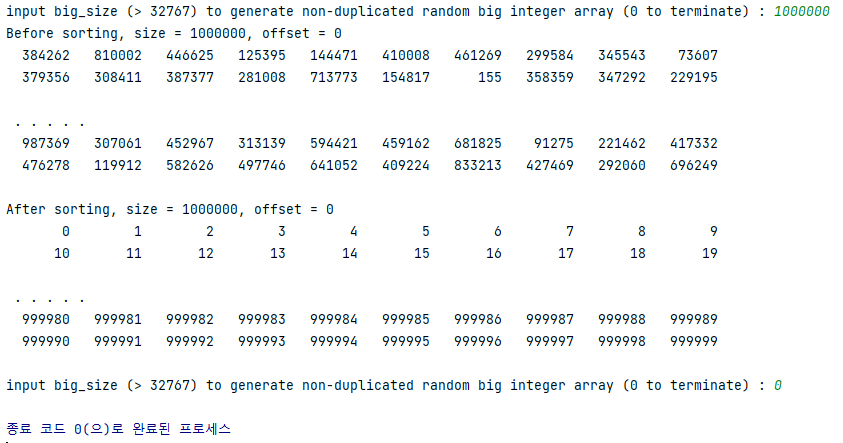 input big_size (> 32767) to generate non-duplicated random big integer array (0 to terminate) : 1000000
Before sorting, size = 1000000, offset = 0
384262 810002 446625 125395 144471 410008 461269 299584 345543 73607
379356 308411 387377 281008 713773 154817 155 358359 347292 229195
. . . . .
987369 307061 452967 313139 594421 459162 681825 91275 221462 417332
476278 119912 582626 497746 641052 409224 833213 427469 292060 696249
After sorting, size = 1000000, offset = 0
0 1 2 3 4 5 6 7 8 9
10 11 12 13 14 15 16 17 18 19
. . . . .
999980 999981 999982 999983 999984 999985 999986 999987 999988 999989
999990 999991 999992 999993 999994 999995 999996 999997 999998 999999
input big_size (> 32767) to generate non-duplicated random big integer array (0 to terminate) : 0
종료 코드 0(으)로 완료된 프로세스